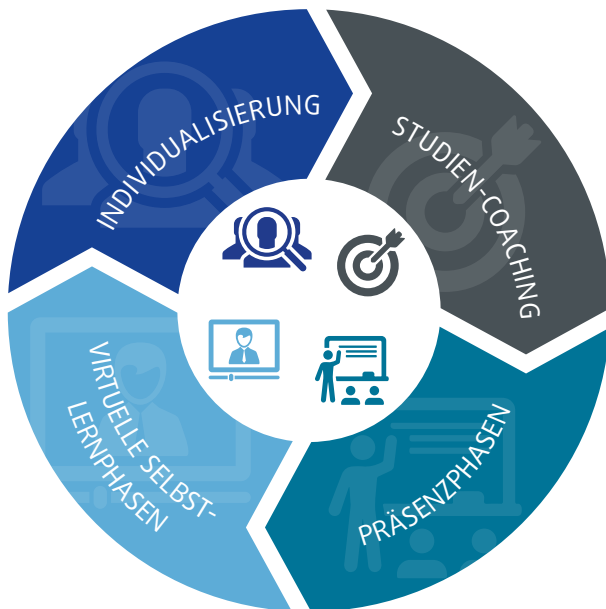 INDIVIDUALISIERUNG
STUDIEN-COACHING
PRÄSENZPHASEN
VIRTUELLE SELBST-
LERNPHASEN